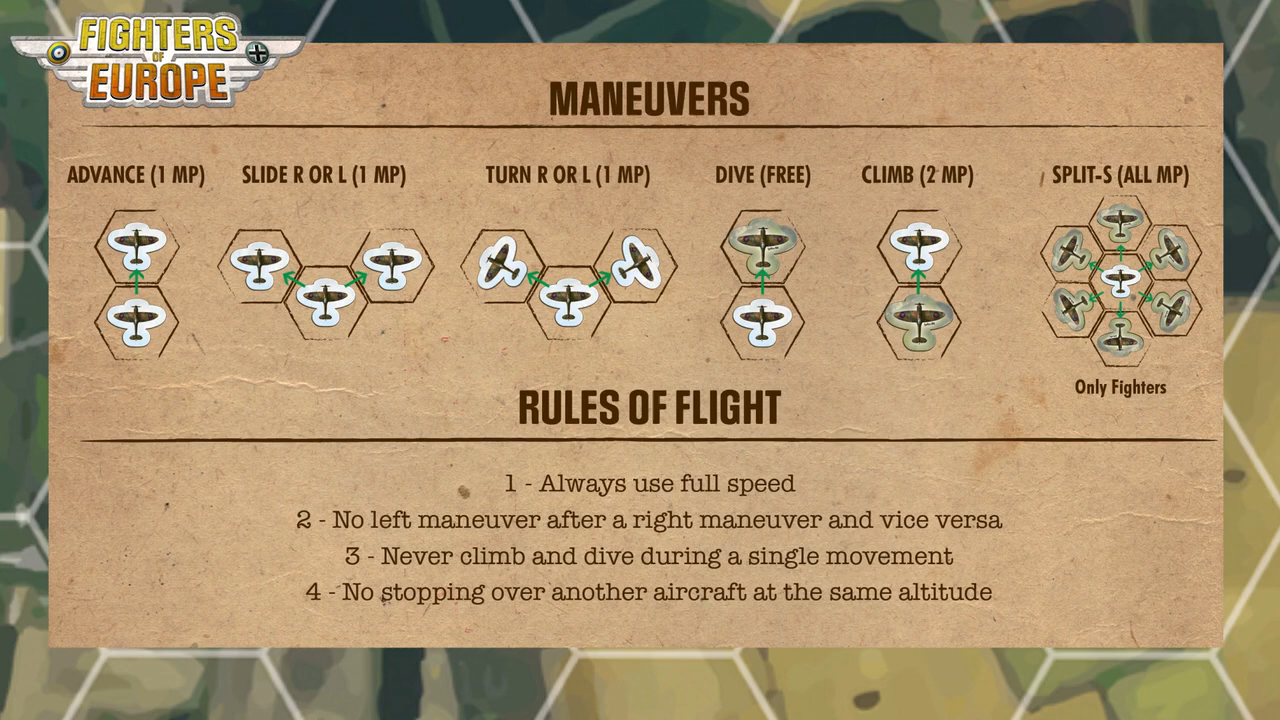 FIGHTERS
OF
EUROPE
MANEUVERS
ADVANCE (1 MP)
SLIDE R OR L (1 MP)
TURN R OR L (1 MP)
DIVE (FREE)
CLIMB (2 MP)
SPLIT-S (ALL MP)
Only Fighters
RULES OF FLIGHT
1 - Always use full speed
2 - No left maneuver after a right maneuver and vice versa
3 - Never climb and dive during a single movement
4 - No stopping over another aircraft at the same altitude